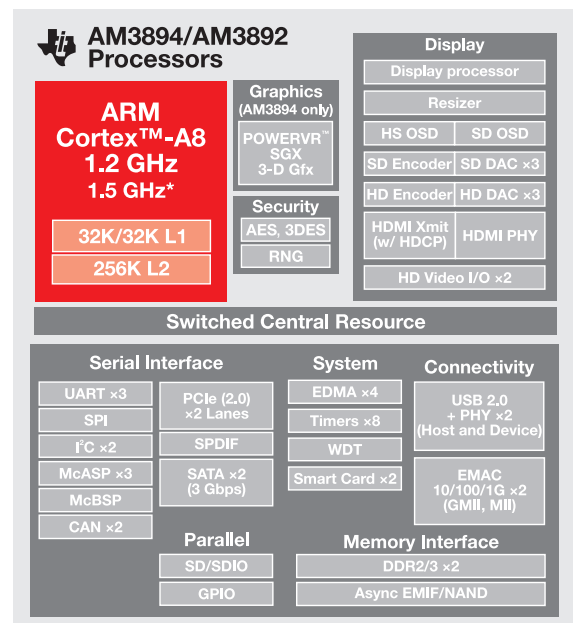 AM3894/AM3892
Processors
ARM
Cortex™-A8
1.2 GHz
1.5 GHz*
32K/32K L1
256K L2
Graphics
(AM3894 only)
POWERVR™
SGX
3-D Gfx
Security
AES, 3DES
RNG
Display
Display processor
Resizer
HS OSD SD OSD
SD Encoder SD DAC ×3
HD Encoder HD DAC ×3
HDMI Xmit
(w/ HDCP)
HDMI PHY
HD Video I/O ×2
Switched Central Resource
Serial Interface
UART ×3
SPI
I²C ×2
McASP ×3
McBSP
CAN ×2
PCIe (2.0)
×2 Lanes
SPDIF
SATA ×2
(3 Gbps)
Parallel
SD/SDIO
GPIO
System
EDMA ×4
Timers ×8
WDT
Smart Card ×2
Connectivity
USB 2.0
+ PHY ×2
(Host and Device)
EMAC
10/100/1G ×2
(GMII, MII)
Memory Interface
DDR2/3 ×2
Async EMIF/NAND